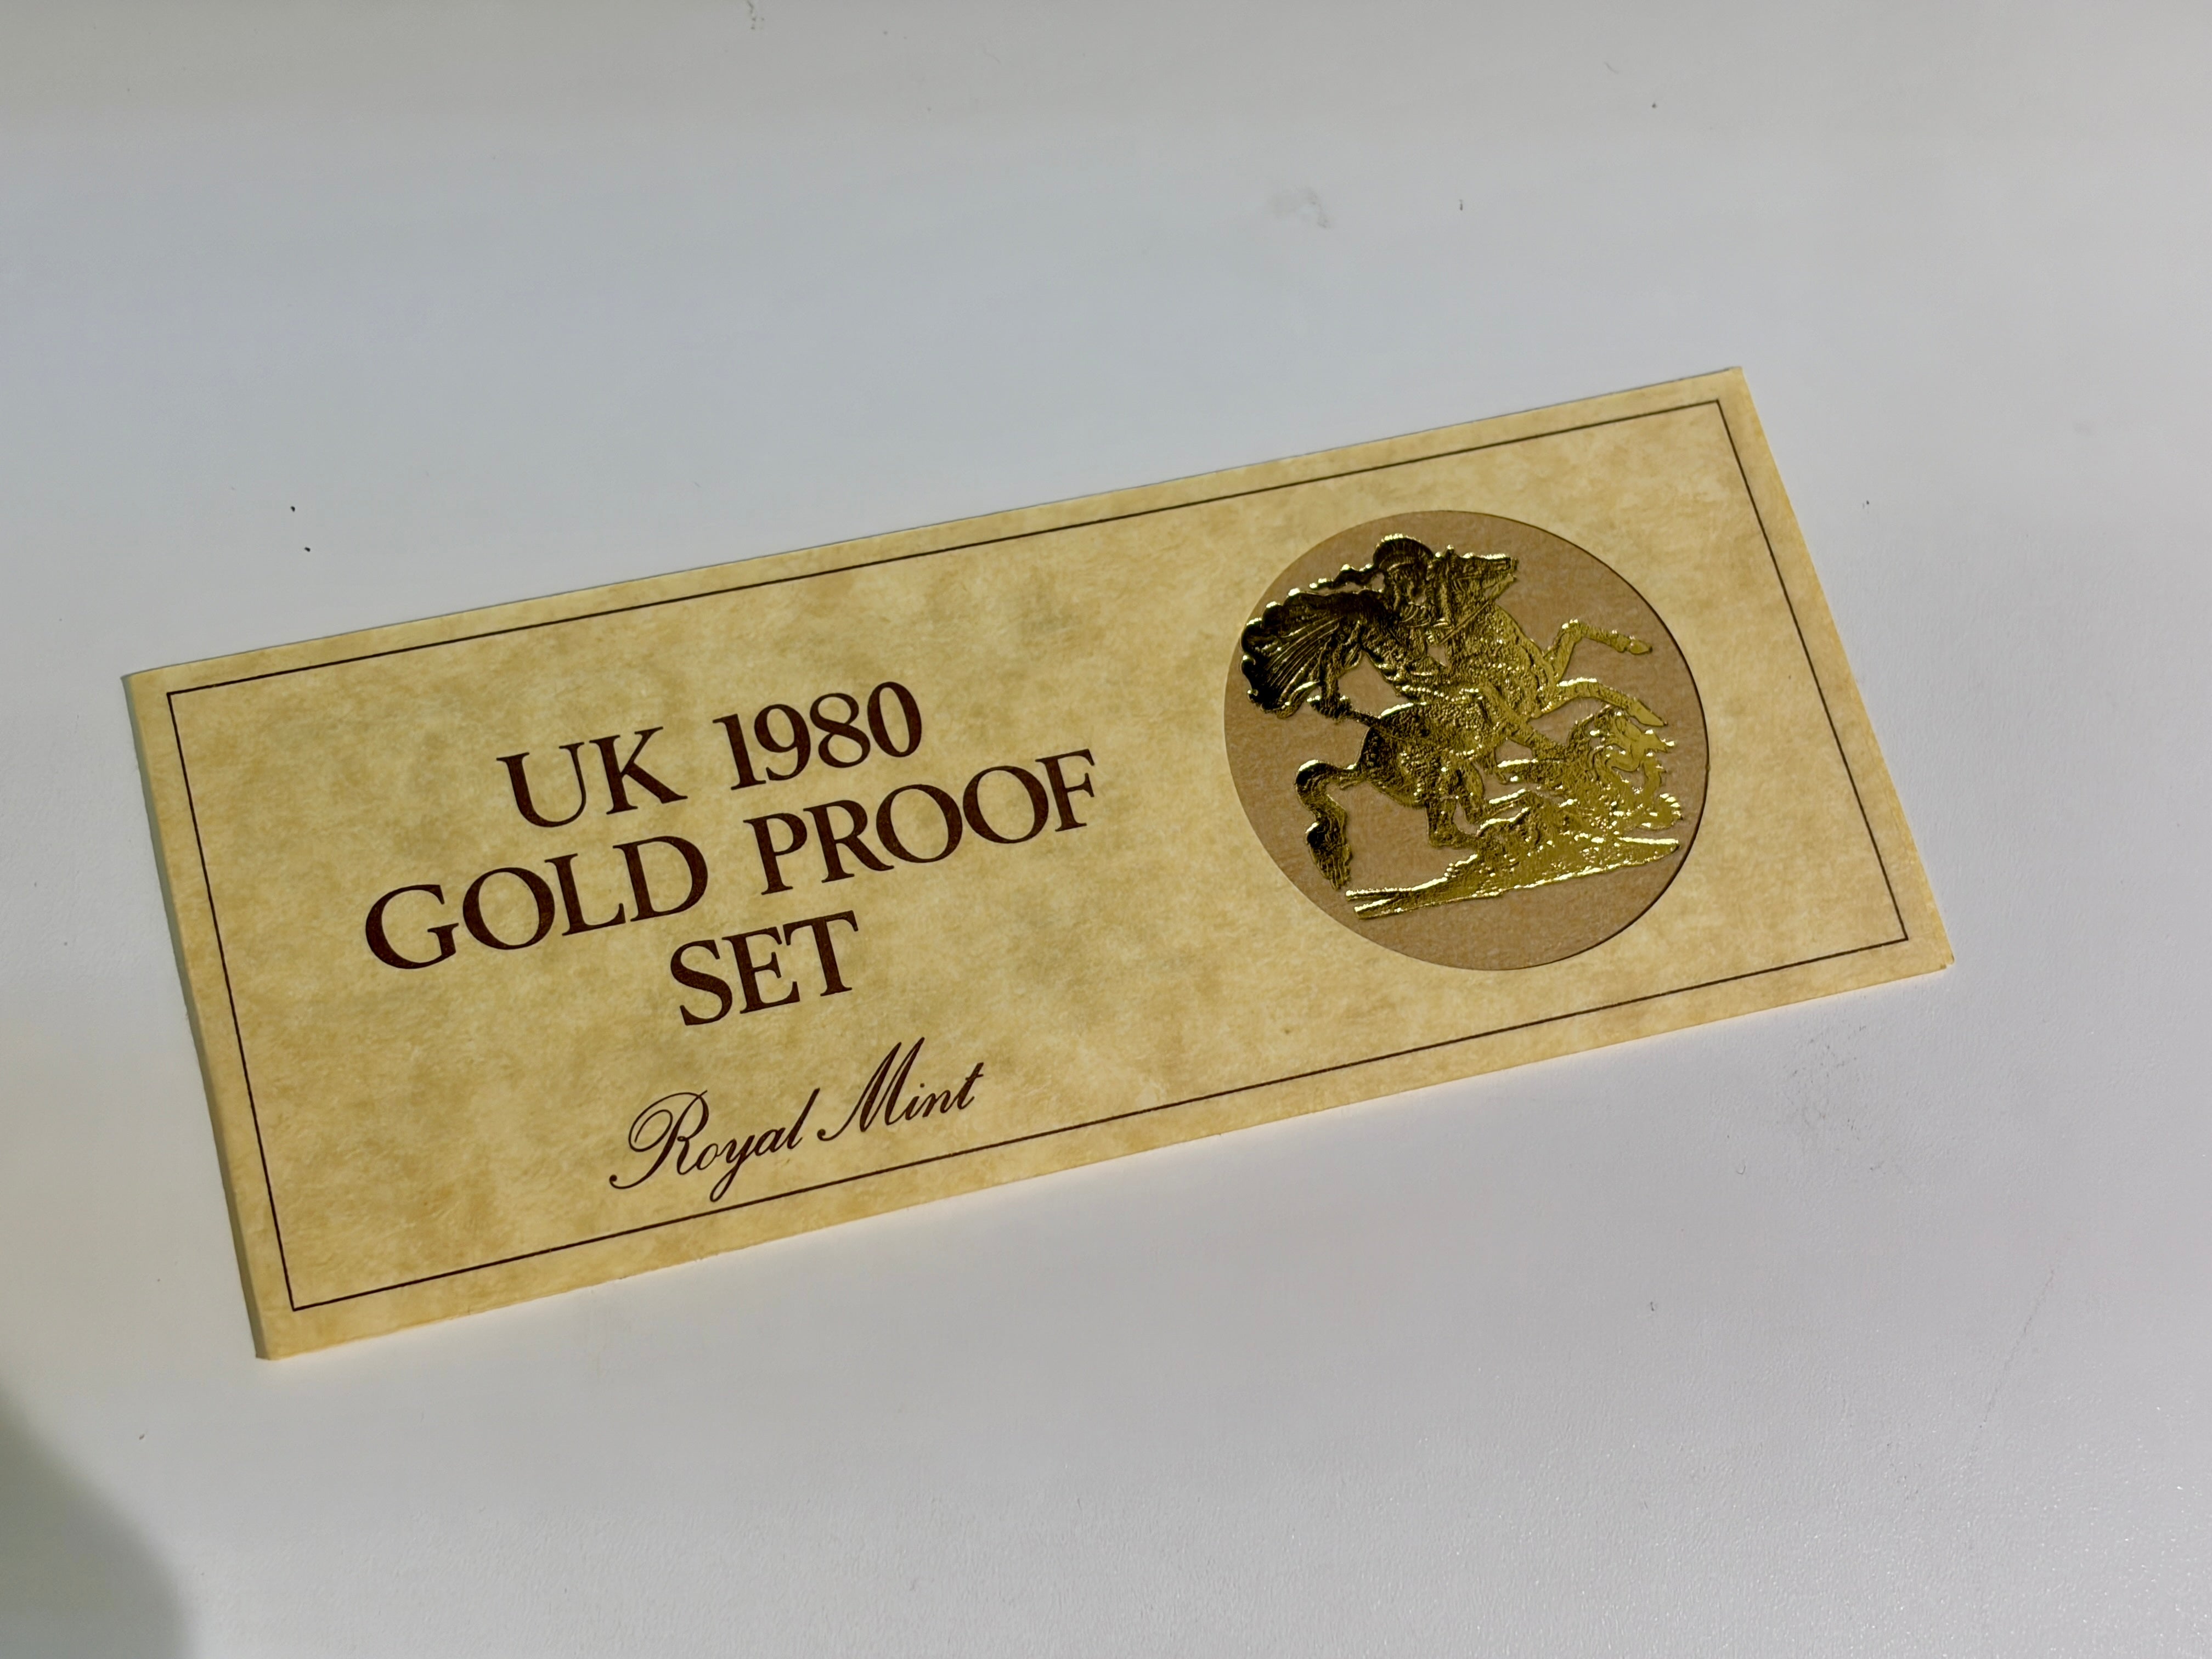 UK 1980
GOLD PROOF
SET
Royal Mint